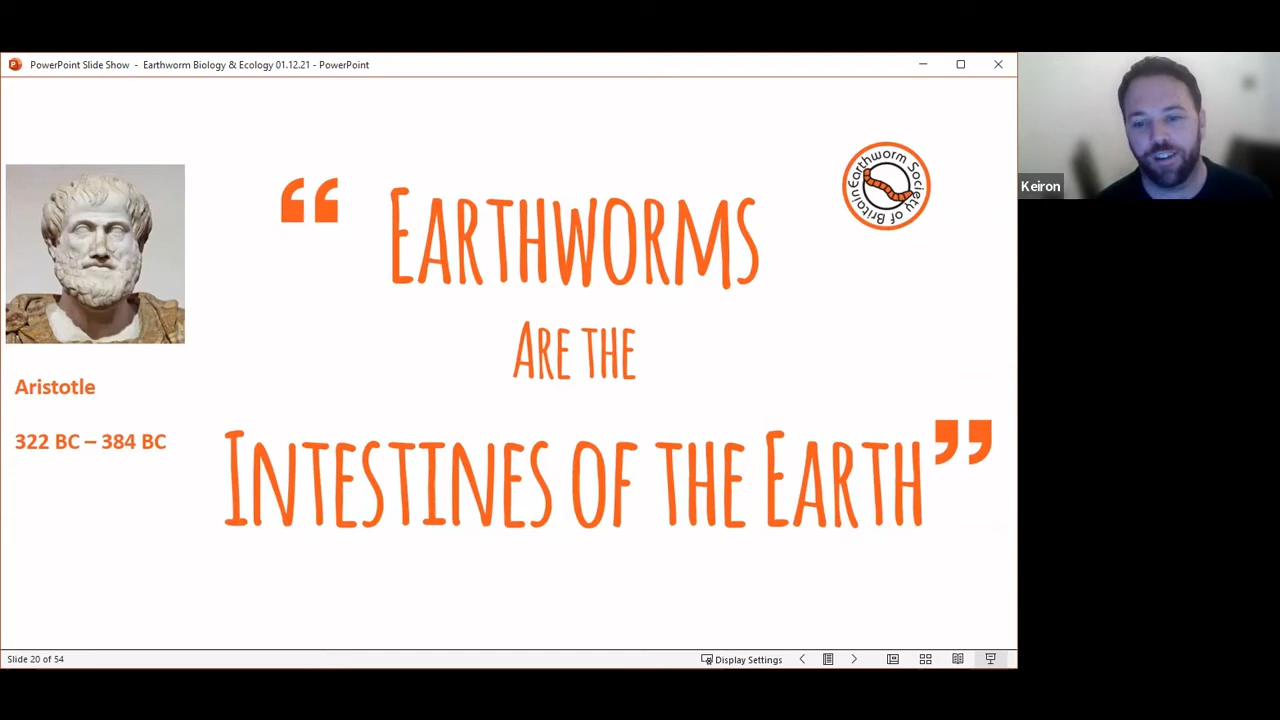 PowerPoint Slide Show - Earthworm Biology & Ecology 01.12.21 - PowerPoint
Keiron
Earthworm Society of Britain
“ Earthworms
Are the
Intestines of the Earth ”
Aristotle
322 BC – 384 BC
Slide 20 of 54
Display Settings